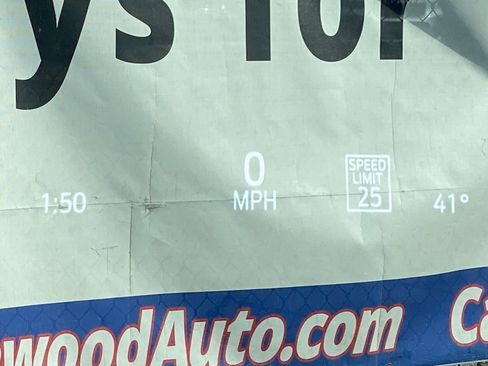 ys for
0
MPH
SPEED
LIMIT
25
1:50
41°
woodAuto.com